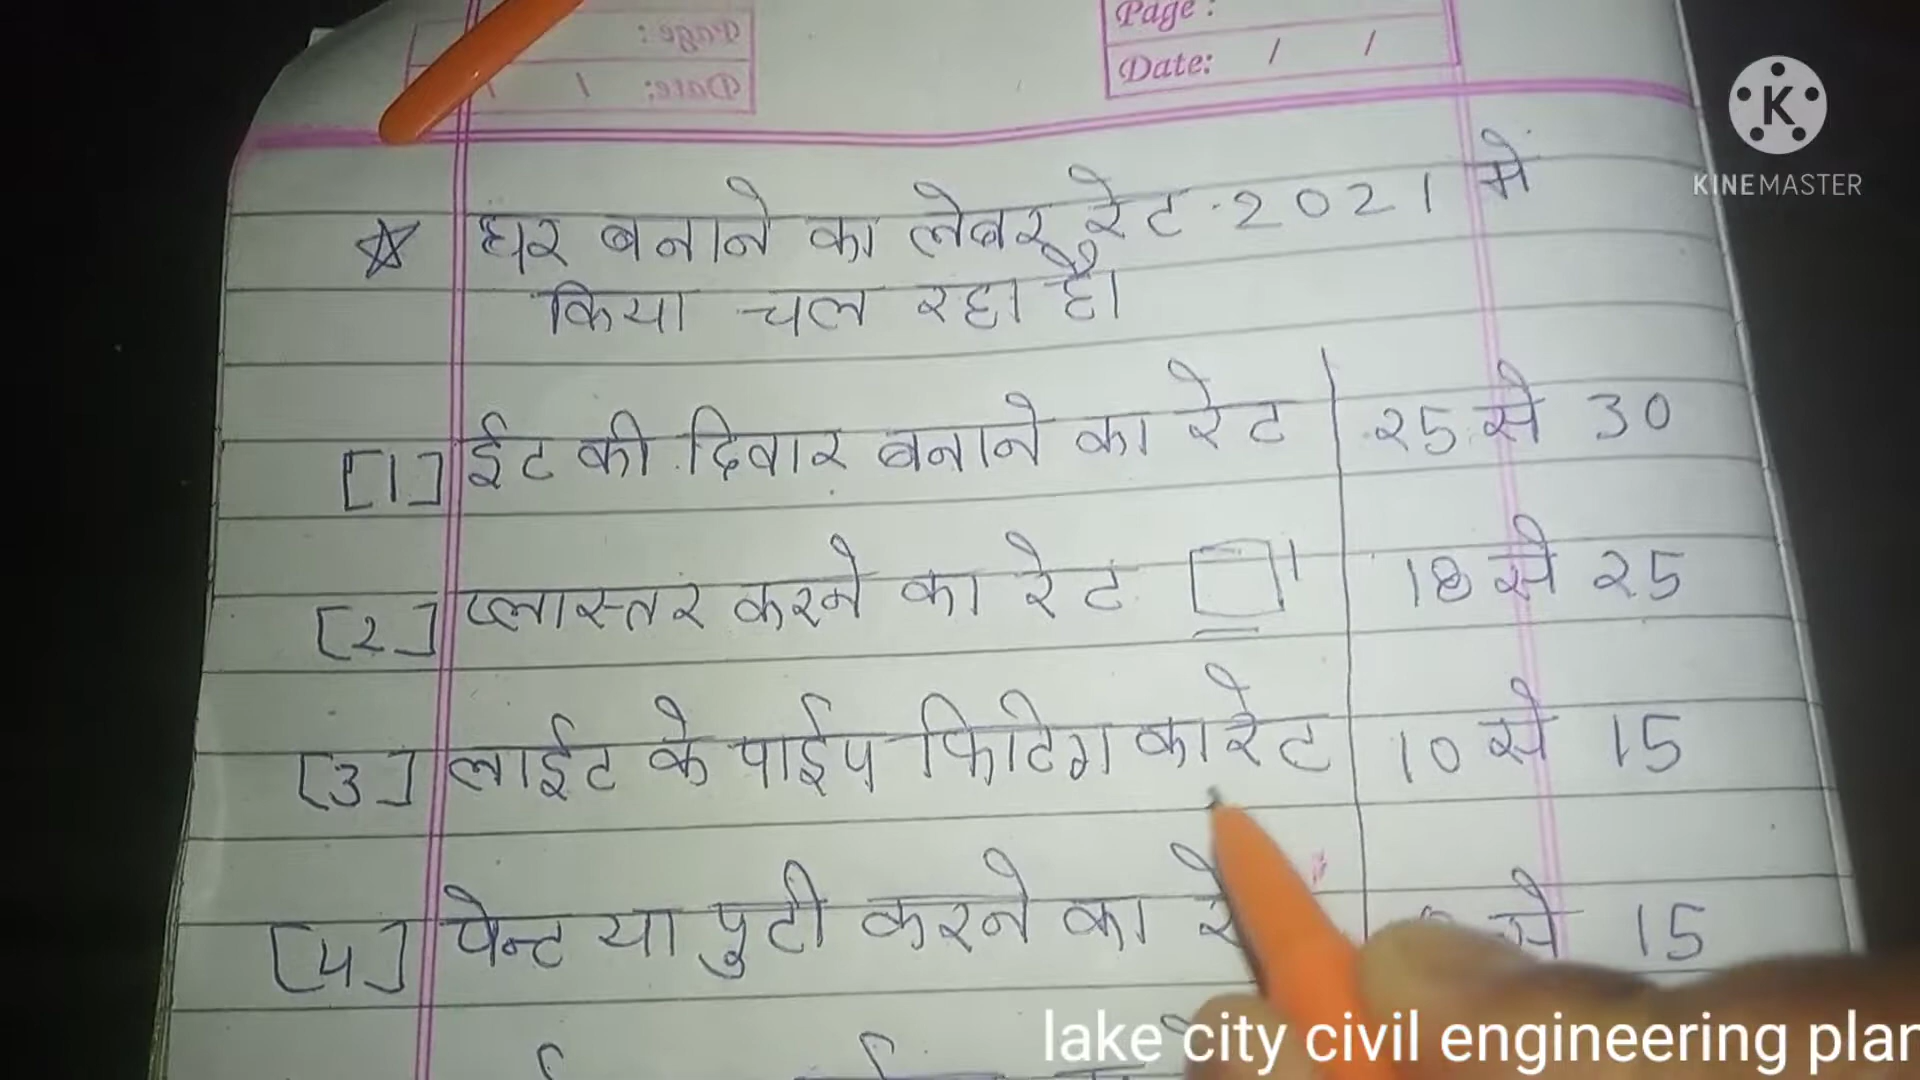 Page :
Date: / /
KINEMASTER
☆ घर बनाने का लेबर रेट 2021 में
किया चल रहा है।
[1] ईट की दिवार बनाने का रेट 25 से 30
[2] प्लास्तर करने का रेट 18 से 25
[3] लाईट के पाईप फिटिग का रेट 10 से 15
[4] पेन्ट या पुटी करने का से 15
lake city civil engineering plan